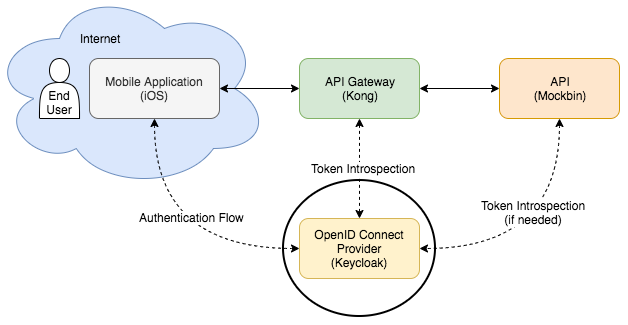 Internet
End
User
Mobile Application
(iOS)
API Gateway
(Kong)
API
(Mockbin)
Token Introspection
Authentication Flow
Token Introspection
(if needed)
OpenID Connect
Provider
(Keycloak)